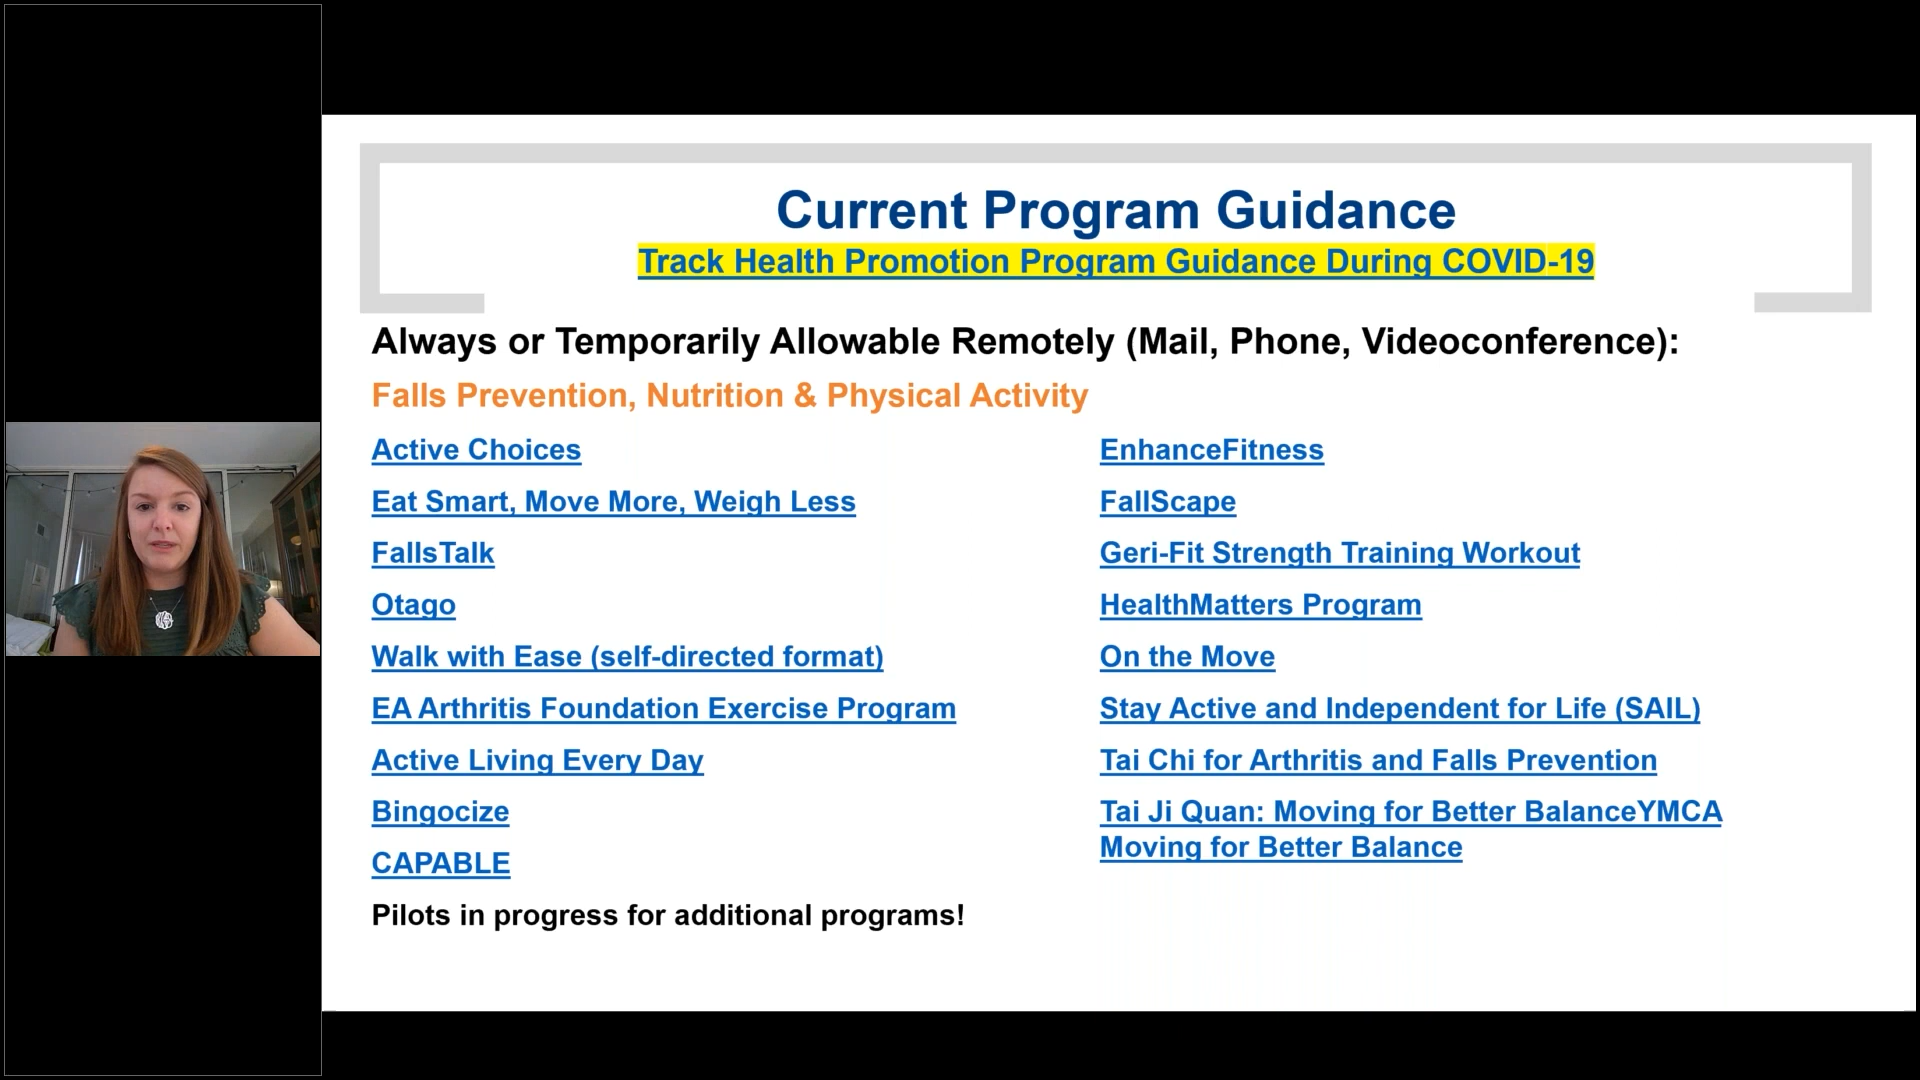 Current Program Guidance
Track Health Promotion Program Guidance During COVID-19
Always or Temporarily Allowable Remotely (Mail, Phone, Videoconference):
Falls Prevention, Nutrition & Physical Activity
Active Choices
Eat Smart, Move More, Weigh Less
FallsTalk
Otago
Walk with Ease (self-directed format)
EA Arthritis Foundation Exercise Program
Active Living Every Day
Bingocize
CAPABLE
Pilots in progress for additional programs!
EnhanceFitness
FallScape
Geri-Fit Strength Training Workout
HealthMatters Program
On the Move
Stay Active and Independent for Life (SAIL)
Tai Chi for Arthritis and Falls Prevention
Tai Ji Quan: Moving for Better BalanceYMCA
Moving for Better Balance